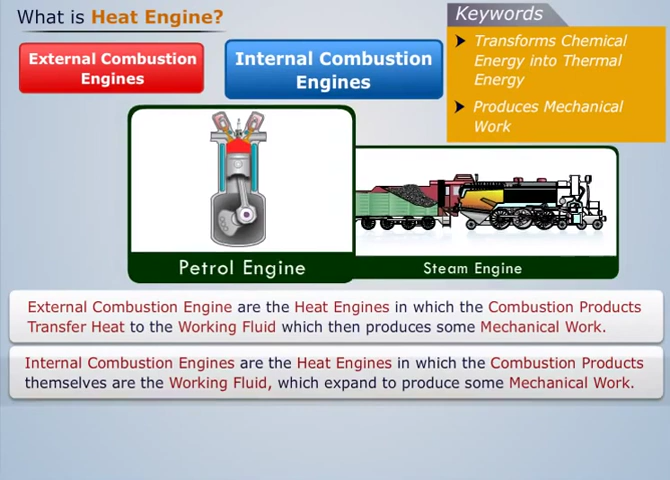 What is Heat Engine?
Keywords
Transforms Chemical
Energy into Thermal
Energy
Produces Mechanical
Work
External Combustion
Engines
Internal Combustion
Engines
Petrol Engine
Steam Engine
External Combustion Engine are the Heat Engines in which the Combustion Products
Transfer Heat to the Working Fluid which then produces some Mechanical Work.
Internal Combustion Engines are the Heat Engines in which the Combustion Products
themselves are the Working Fluid, which expand to produce some Mechanical Work.